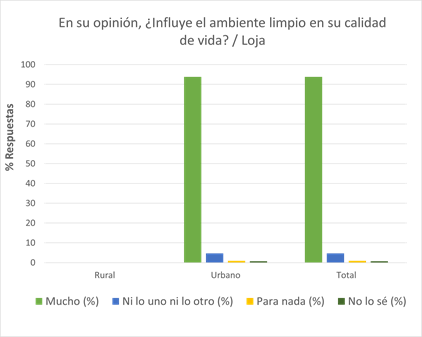 En su opinión, ¿Influye el ambiente limpio en su calidad
de vida? / Loja
% Respuestas
100
90
80
70
60
50
40
30
20
10
0
Rural
Urbano
Total
Mucho (%)
Ni lo uno ni lo otro (%)
Para nada (%)
No lo sé (%)